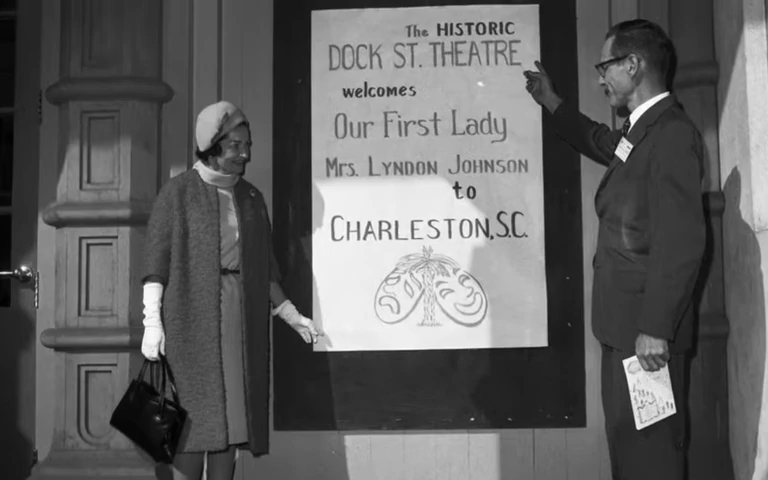 The HISTORIC
DOCK ST. THEATRE
welcomes
Our First Lady
MRS. LYNDON JOHNSON
to
CHARLESTON, S.C.